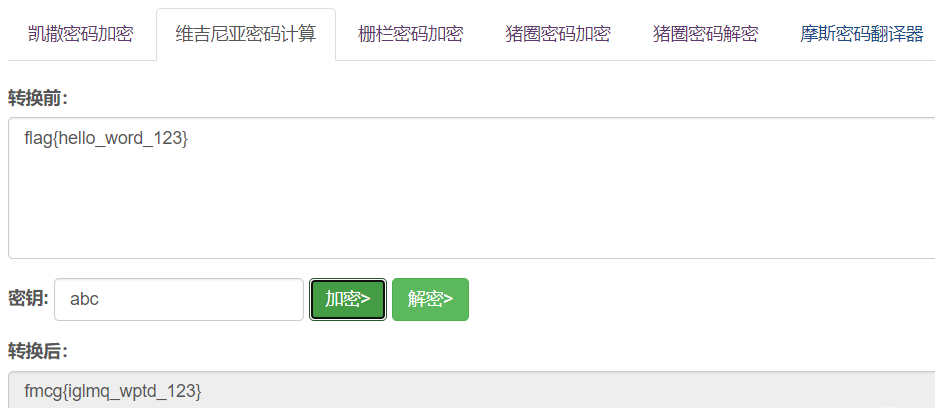 凯撒密码加密 维吉尼亚密码计算 栅栏密码加密 猪圈密码加密 猪圈密码解密 摩斯密码翻译器
转换前：
flag{hello_word_123}
密钥: abc 加密> 解密>
转换后：
fmcg{iglmq_wptd_123}